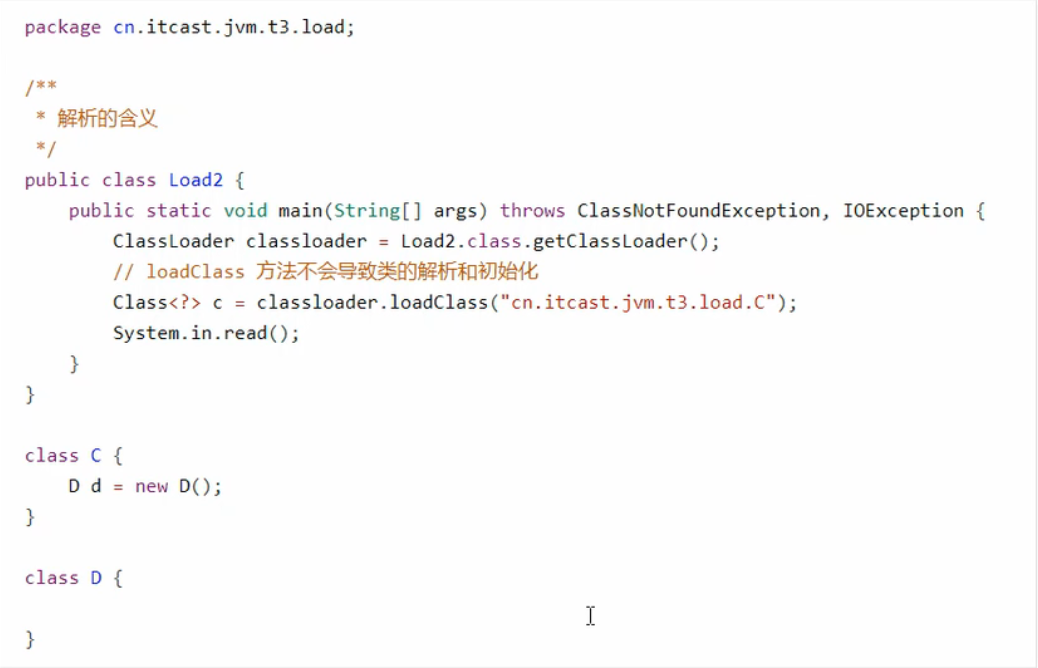 package cn.itcast.jvm.t3.load;
/**
* 解析的含义
*/
public class Load2 {
public static void main(String[] args) throws ClassNotFoundException, IOException {
ClassLoader classloader = Load2.class.getClassLoader();
// loadClass 方法不会导致类的解析和初始化
Class<?> c = classloader.loadClass("cn.itcast.jvm.t3.load.C");
System.in.read();
}
}
class C {
D d = new D();
}
class D {
}